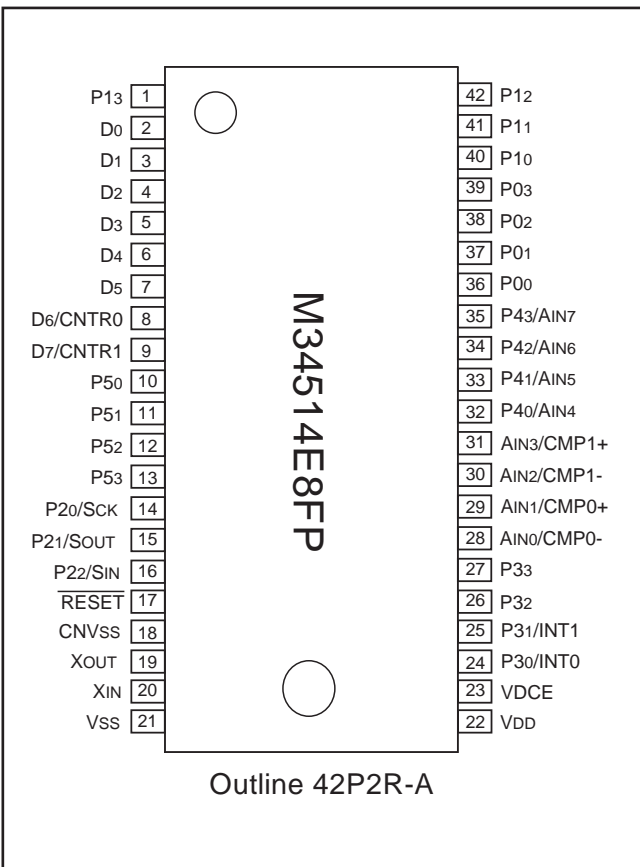 P13 1
D0 2
D1 3
D2 4
D3 5
D4 6
D5 7
D6/CNTR0 8
D7/CNTR1 9
P50 10
P51 11
P52 12
P53 13
P20/SCK 14
P21/SOUT 15
P22/SIN 16
RESET 17
CNVSS 18
XOUT 19
XIN 20
VSS 21
M34514E8FP
42 P12
41 P11
40 P10
39 P03
38 P02
37 P01
36 P00
35 P43/AIN7
34 P42/AIN6
33 P41/AIN5
32 P40/AIN4
31 AIN3/CMP1+
30 AIN2/CMP1-
29 AIN1/CMP0+
28 AIN0/CMP0-
27 P33
26 P32
25 P31/INT1
24 P30/INT0
23 VDCE
22 VDD
Outline 42P2R-A